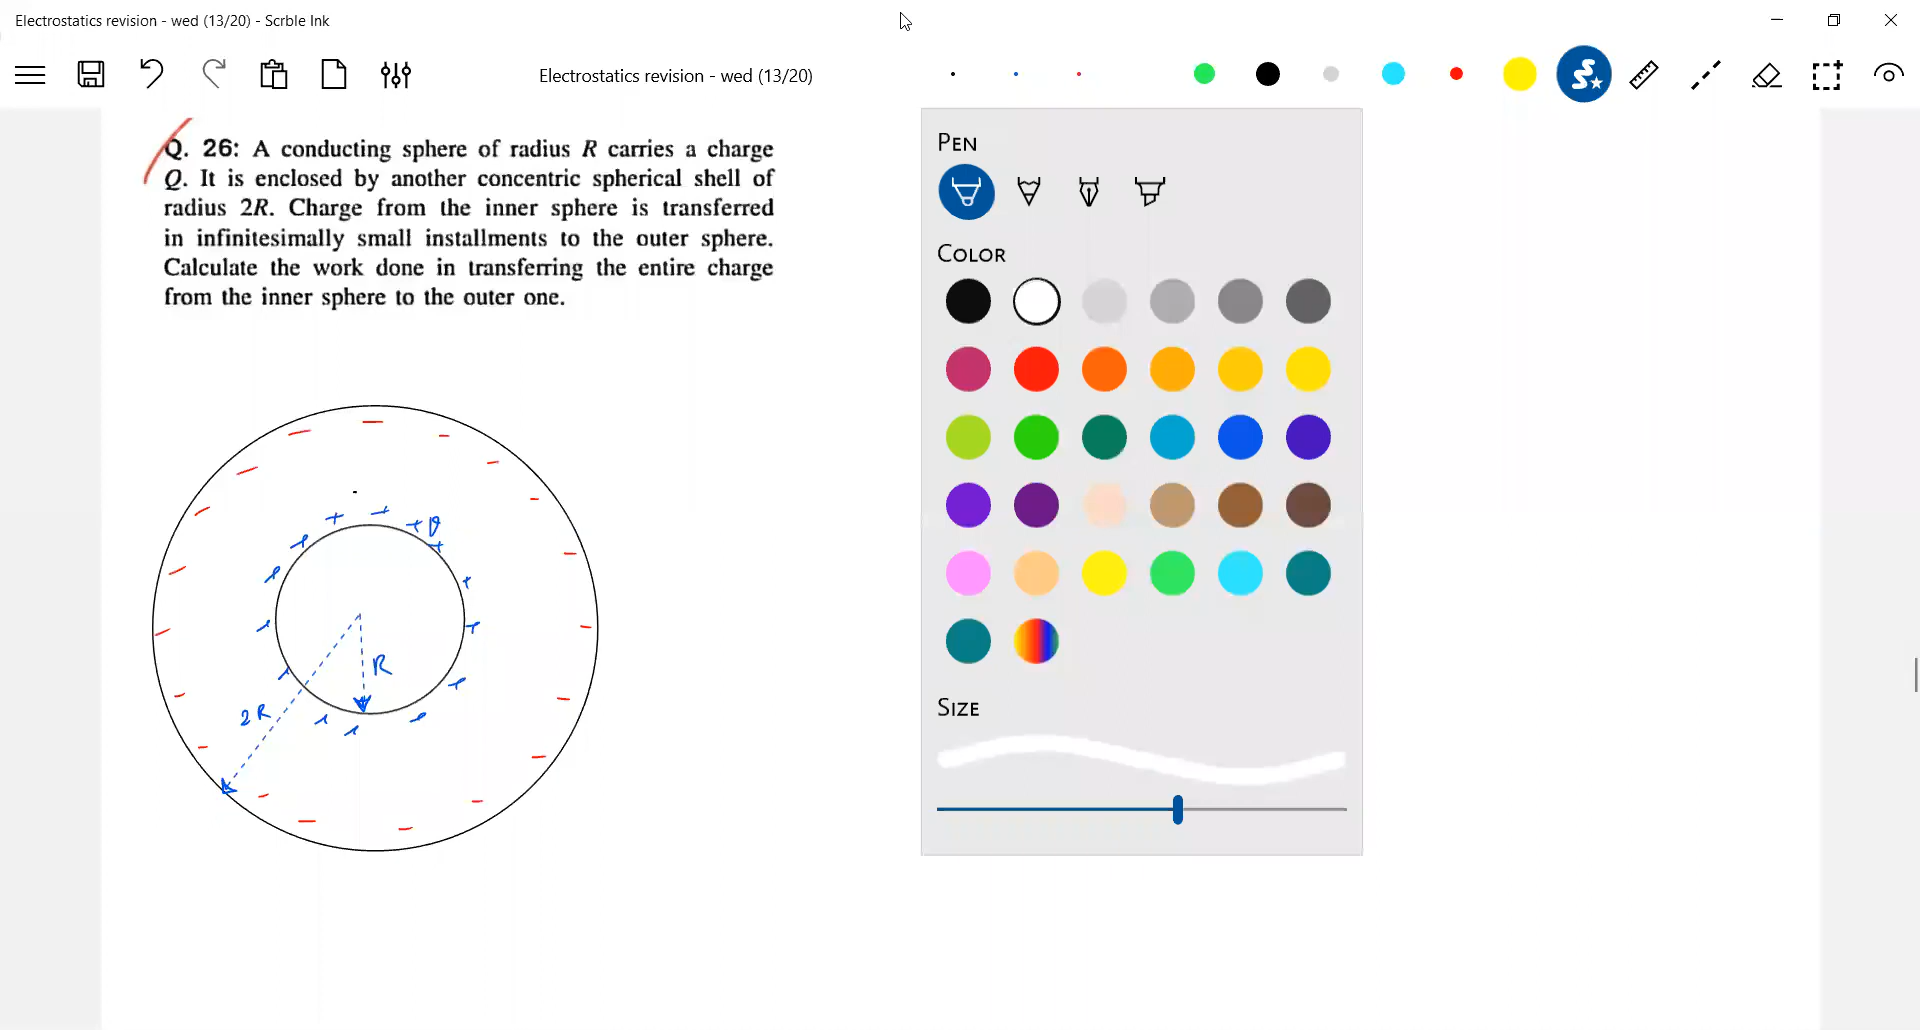 Electrostatics revision - wed (13/20) - Scrble Ink
Electrostatics revision - wed (13/20)
Q. 26: A conducting sphere of radius R carries a charge
Q. It is enclosed by another concentric spherical shell of
radius 2R. Charge from the inner sphere is transferred
in infinitesimally small installments to the outer sphere.
Calculate the work done in transferring the entire charge
from the inner sphere to the outer one.
R
2R
PEN
COLOR
SIZE